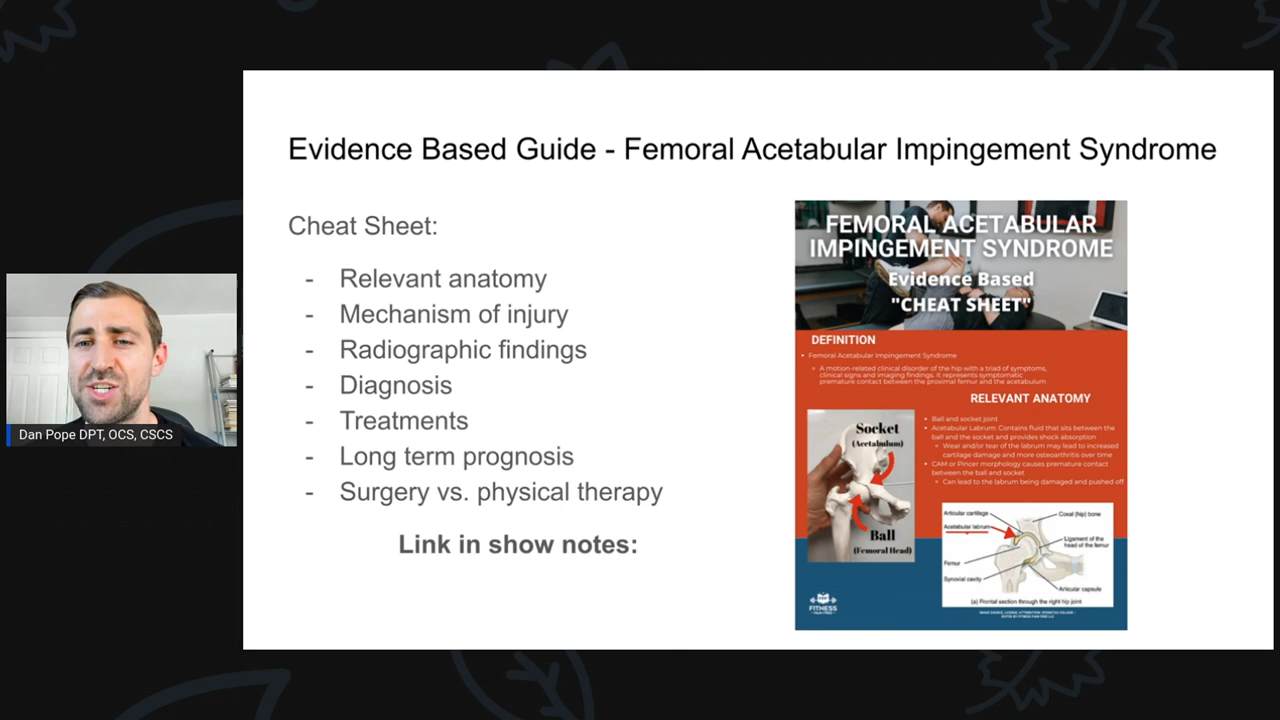 Evidence Based Guide - Femoral Acetabular Impingement Syndrome
Cheat Sheet:
- Relevant anatomy
- Mechanism of injury
- Radiographic findings
- Diagnosis
- Treatments
- Long term prognosis
- Surgery vs. physical therapy
Link in show notes:
Dan Pope DPT, OCS, CSCS
FEMORAL ACETABULAR
IMPINGEMENT SYNDROME
Evidence Based
"CHEAT SHEET"
DEFINITION
• Femoral Acetabular Impingement Syndrome
A motion-related clinical disorder of the hip with a triad of symptoms,
clinical signs and imaging findings. It represents symptomatic
premature contact between the proximal femur and the acetabulum
RELEVANT ANATOMY
• Ball and socket joint
• Acetabular Labrum: Contains fluid that sits between the
ball and the socket and provides shock absorption
Wear and/or tear of the labrum may lead to increased
cartilage damage and more osteoarthritis over time
• CAM or Pincer morphology causes premature contact
between the ball and socket
Can lead to the labrum being damaged and pushed off
Socket
(Acetabulum)
Ball
(Femoral Head)
Articular cartilage
Coxal (hip) bone
Acetabular labrum
Ligament of the
head of the femur
Femur
Synovial cavity
Articular capsule
(a) Frontal section through the right hip joint
FITNESS